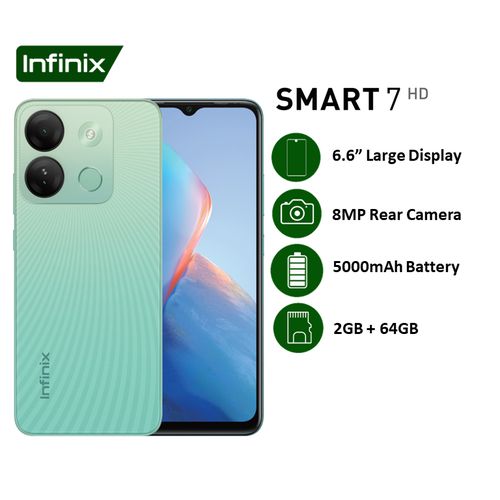 Infinix
SMART 7 HD
6.6” Large Display
8MP Rear Camera
5000mAh Battery
2GB + 64GB
Infinix